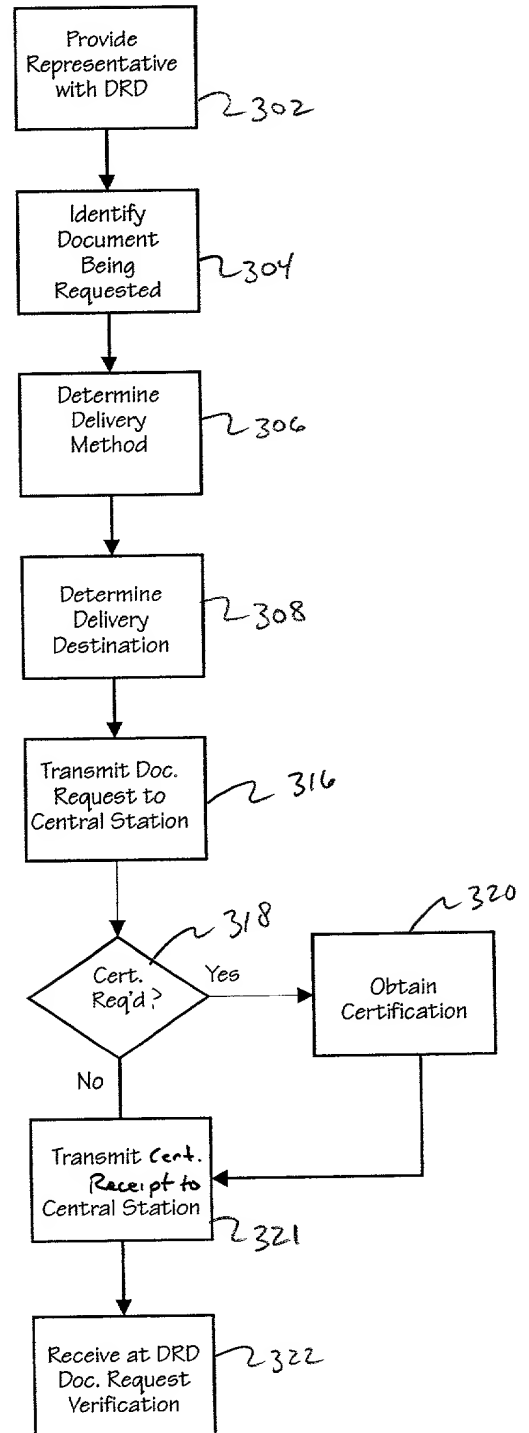 Provide
Representative
with DRD
302
Identify
Document
Being
Requested
304
Determine
Delivery
Method
306
Determine
Delivery
Destination
308
Transmit Doc.
Request to
Central Station
316
318
Cert.
Req'd?
Yes
No
320
Obtain
Certification
Transmit Cert.
Receipt to
Central Station
321
Receive at DRD
Doc. Request
Verification
322